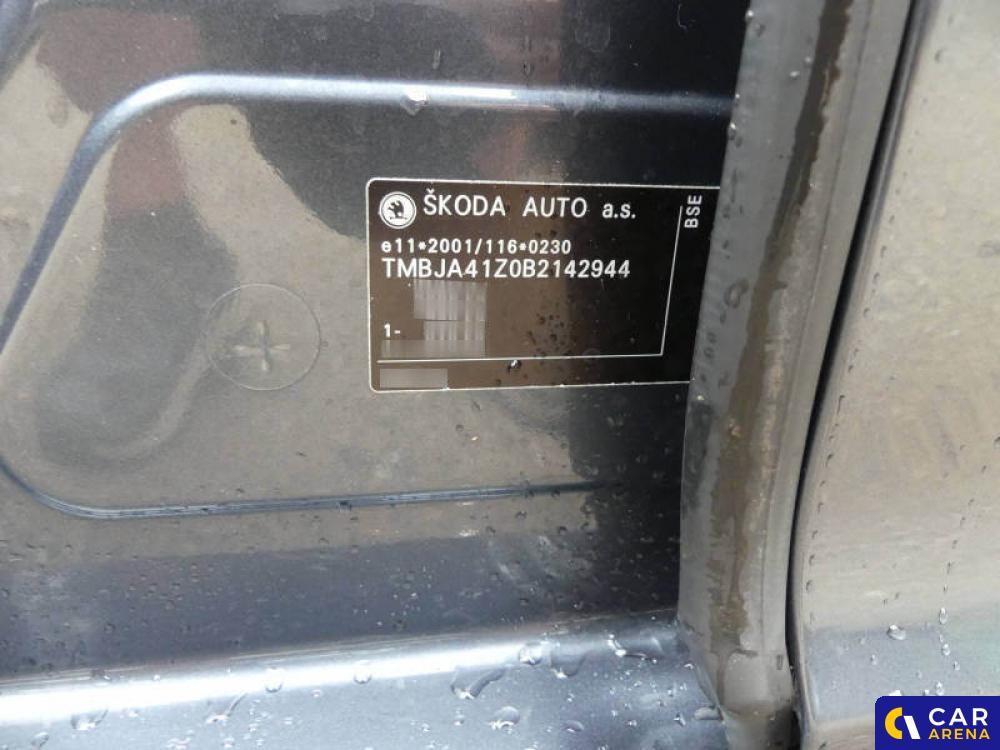 ŠKODA AUTO a.s.
BSE
e11*2001/116*0230
TMBJA41Z0B2142944
1-
CAR
ARENA